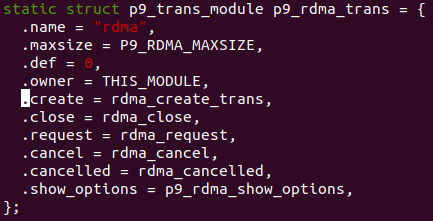 static struct p9_trans_module p9_rdma_trans = {
.name = "rdma",
.maxsize = P9_RDMA_MAXSIZE,
.def = 0,
.owner = THIS_MODULE,
.create = rdma_create_trans,
.close = rdma_close,
.request = rdma_request,
.cancel = rdma_cancel,
.cancelled = rdma_cancelled,
.show_options = p9_rdma_show_options,
};